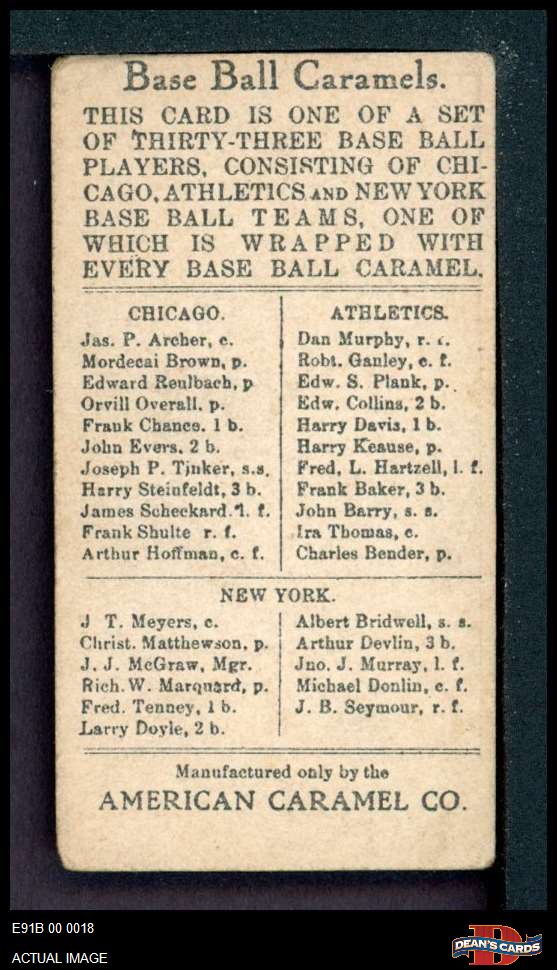 Base Ball Caramels.
THIS CARD IS ONE OF A SET
OF THIRTY-THREE BASE BALL
PLAYERS, CONSISTING OF CHI-
CAGO, ATHLETICS AND NEW YORK
BASE BALL TEAMS, ONE OF
WHICH IS WRAPPED WITH
EVERY BASE BALL CARAMEL.
CHICAGO.
Jas. P. Archer, c.
Mordecai Brown, p.
Edward Reulbach, p
Orvill Overall, p.
Frank Chance. 1 b.
John Evers, 2 b.
Joseph P. Tinker, s.s.
Harry Steinfeldt, 3 b.
James Scheckard. l. f.
Frank Shulte r. f.
Arthur Hoffman, c. f.
ATHLETICS.
Dan Murphy, r.
Robt. Ganley, c. f.
Edw. S. Plank, p.
Edw. Collins, 2 b.
Harry Davis, 1 b.
Harry Keause, p.
Fred, L. Hartzell, l. f.
Frank Baker, 3 b.
John Barry, s. s.
Ira Thomas, c.
Charles Bender, p.
NEW YORK.
J T. Meyers, c.
Christ. Matthewson, p.
J. J. McGraw, Mgr.
Rich. W. Marquard, p.
Fred. Tenney, 1 b.
Larry Doyle, 2 b.
Albert Bridwell, s. s.
Arthur Devlin, 3 b.
Jno. J. Murray, l. f.
Michael Donlin, c. f.
J. B. Seymour, r. f.
Manufactured only by the
AMERICAN CARAMEL CO.
E91B 00 0018
ACTUAL IMAGE
DEAN'S CARDS